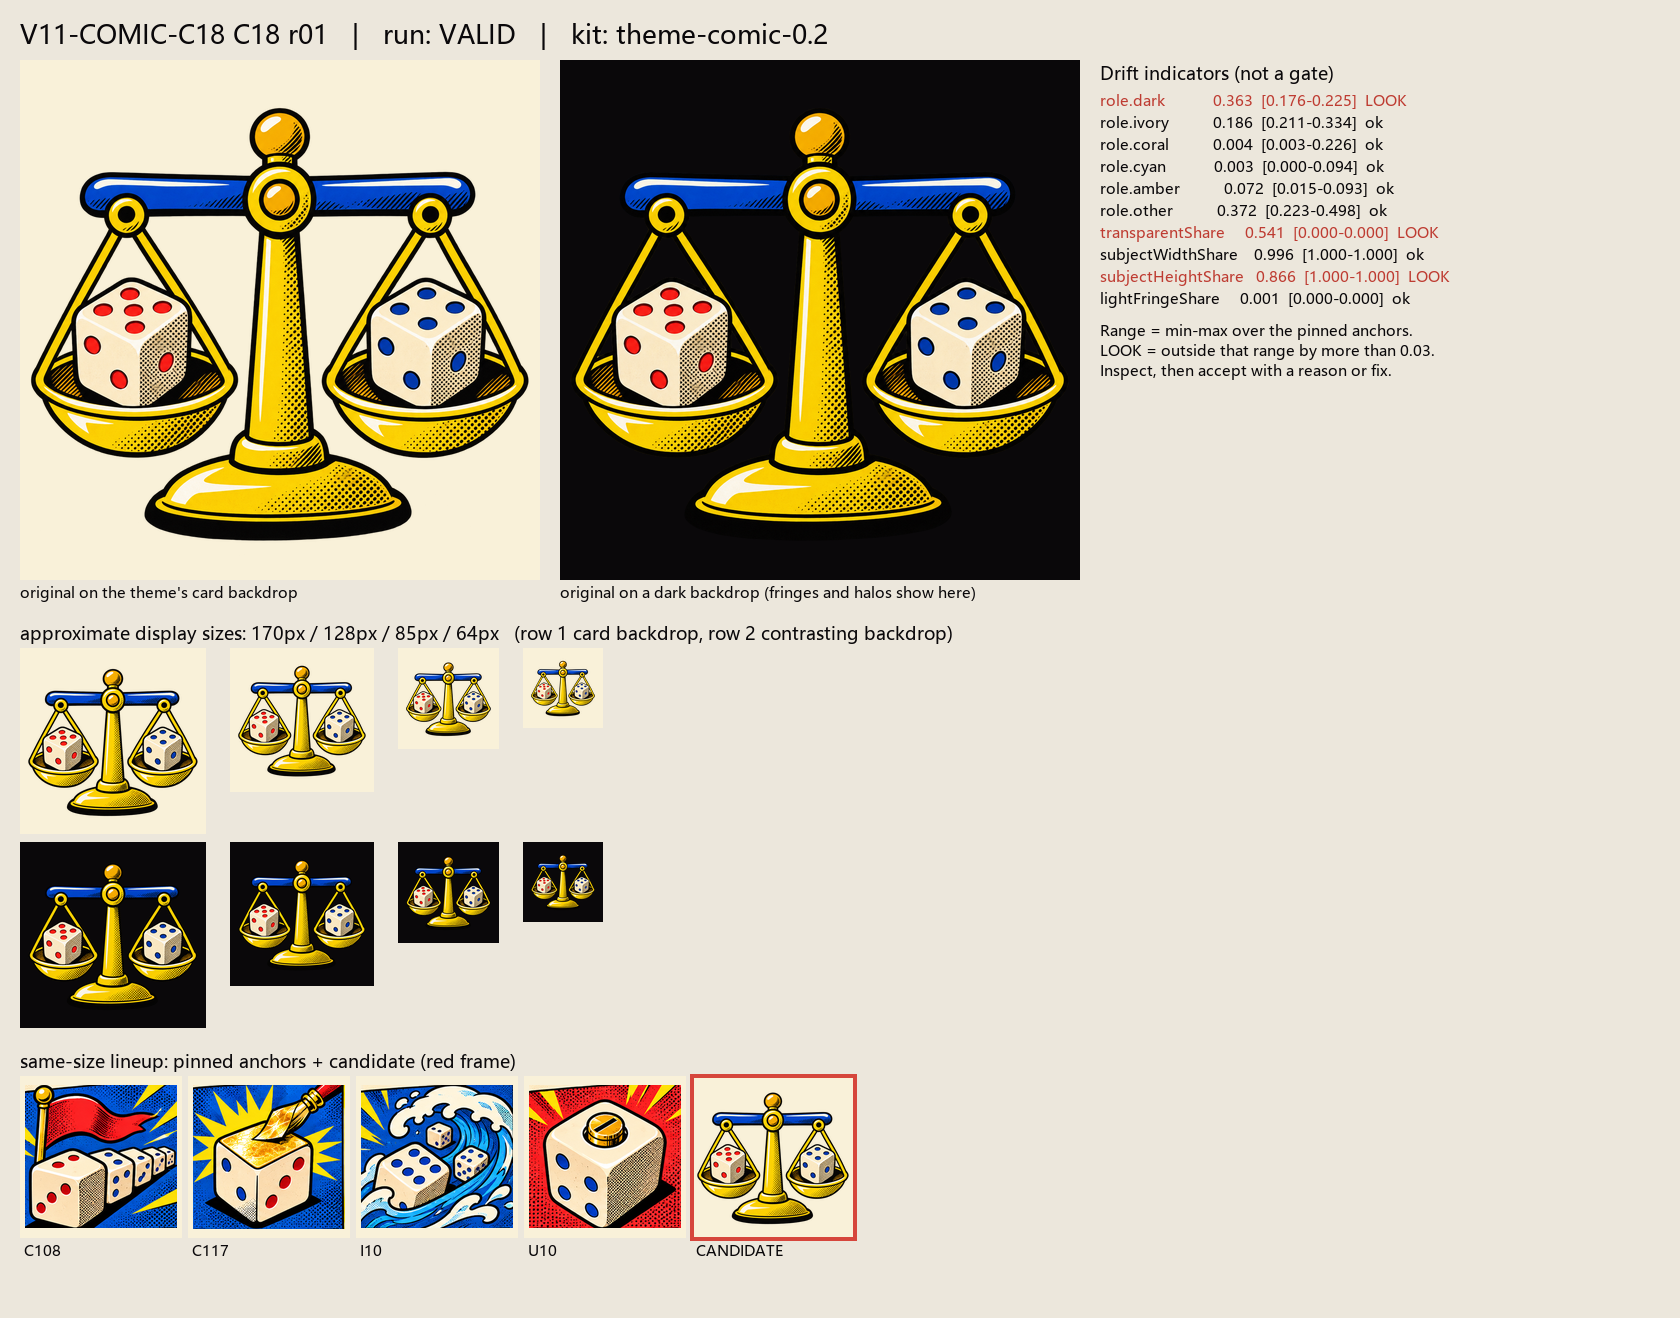 V11-COMIC-C18 C18 r01 | run: VALID | kit: theme-comic-0.2
Drift indicators (not a gate)
role.dark 0.363 [0.176-0.225] LOOK
role.ivory 0.186 [0.211-0.334] ok
role.coral 0.004 [0.003-0.226] ok
role.cyan 0.003 [0.000-0.094] ok
role.amber 0.072 [0.015-0.093] ok
role.other 0.372 [0.223-0.498] ok
transparentShare 0.541 [0.000-0.000] LOOK
subjectWidthShare 0.996 [1.000-1.000] ok
subjectHeightShare 0.866 [1.000-1.000] LOOK
lightFringeShare 0.001 [0.000-0.000] ok
Range = min-max over the pinned anchors.
LOOK = outside that range by more than 0.03.
Inspect, then accept with a reason or fix.
original on the theme's card backdrop
original on a dark backdrop (fringes and halos show here)
approximate display sizes: 170px / 128px / 85px / 64px (row 1 card backdrop, row 2 contrasting backdrop)
same-size lineup: pinned anchors + candidate (red frame)
C108
C117
I10
U10
CANDIDATE